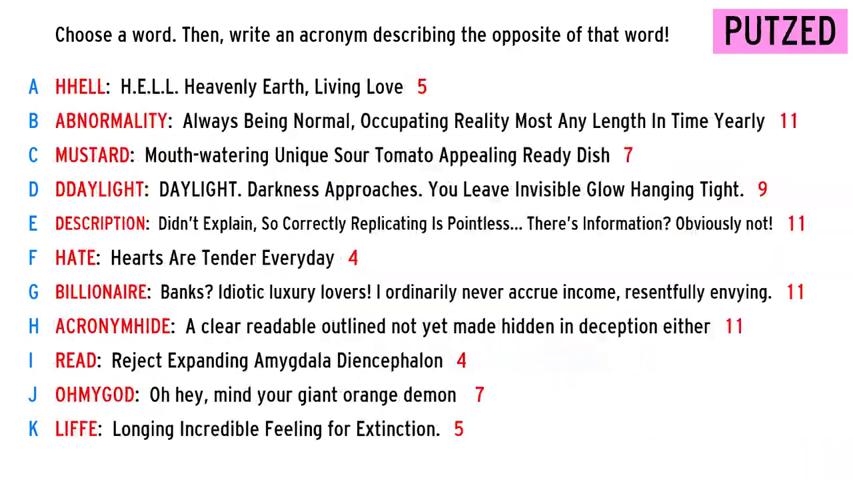 Choose a word. Then, write an acronym describing the opposite of that word!
PUTZED
A HHELL: H.E.L.L. Heavenly Earth, Living Love 5
B ABNORMALITY: Always Being Normal, Occupating Reality Most Any Length In Time Yearly 11
C MUSTARD: Mouth-watering Unique Sour Tomato Appealing Ready Dish 7
D DDAYLIGHT: DAYLIGHT. Darkness Approaches. You Leave Invisible Glow Hanging Tight. 9
E DESCRIPTION: Didn't Explain, So Correctly Replicating Is Pointless... There's Information? Obviously not! 11
F HATE: Hearts Are Tender Everyday 4
G BILLIONAIRE: Banks? Idiotic luxury lovers! I ordinarily never accrue income, resentfully envying. 11
H ACRONYMHIDE: A clear readable outlined not yet made hidden in deception either 11
I READ: Reject Expanding Amygdala Diencephalon 4
J OHMYGOD: Oh hey, mind your giant orange demon 7
K LIFFE: Longing Incredible Feeling for Extinction. 5